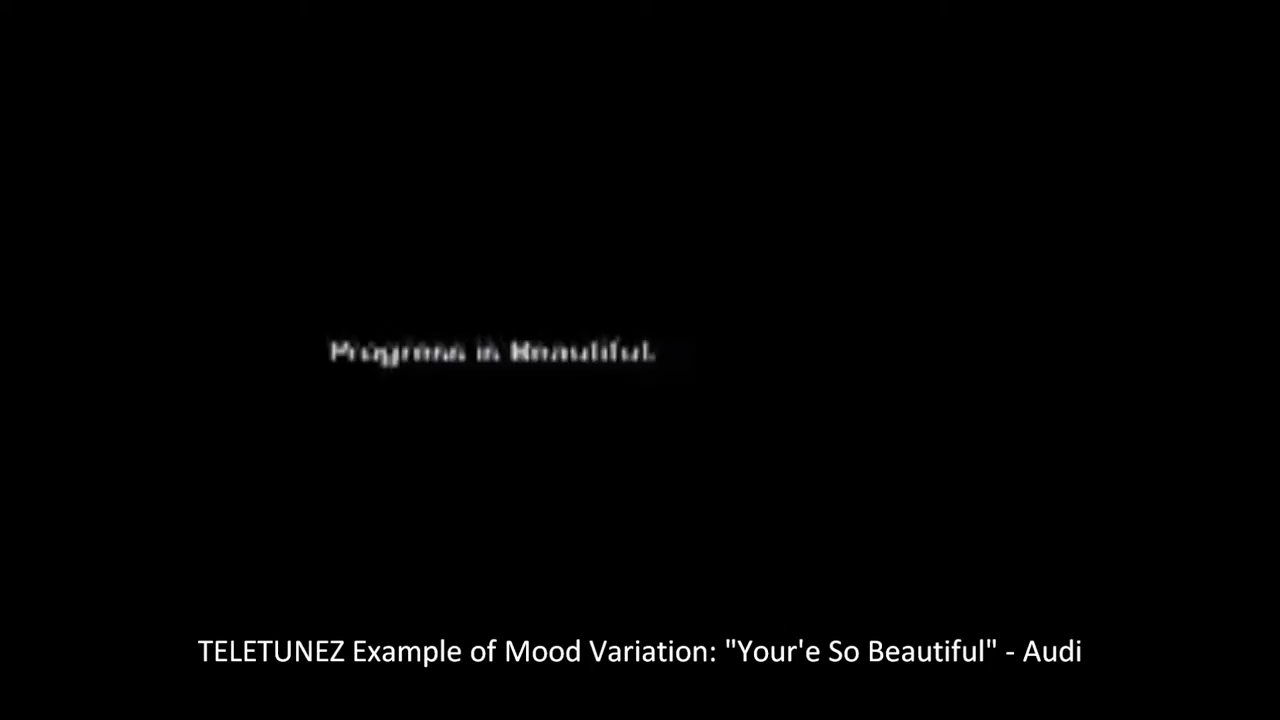 Progress is Beautiful.
TELETUNEZ Example of Mood Variation: "Your'e So Beautiful" - Audi